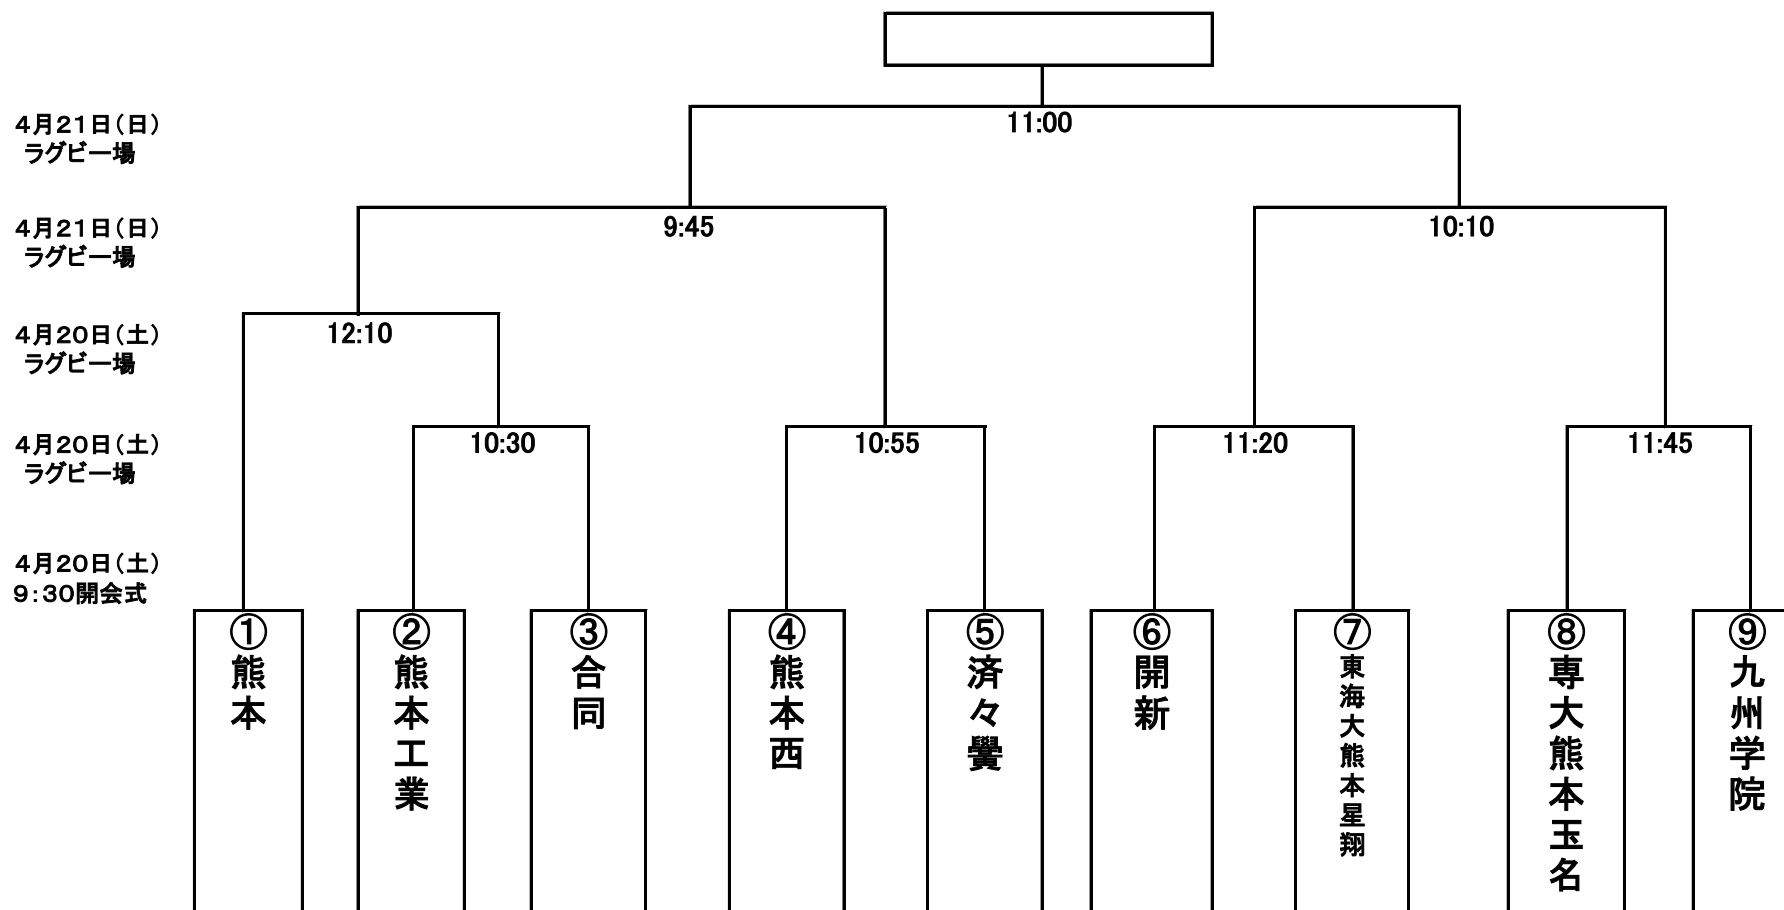 11:00
4月21日(日)
ラグビー場
4月21日(日)
ラグビー場
9:45
10:10
4月20日(土)
ラグビー場
12:10
4月20日(土)
ラグビー場
10:30
10:55
11:20
11:45
4月20日(土)
9:30開会式
①熊本
②熊本工業
③合同
④熊本西
⑤済々黌
⑥開新
⑦東海大熊本星翔
⑧専大熊本玉名
⑨九州学院